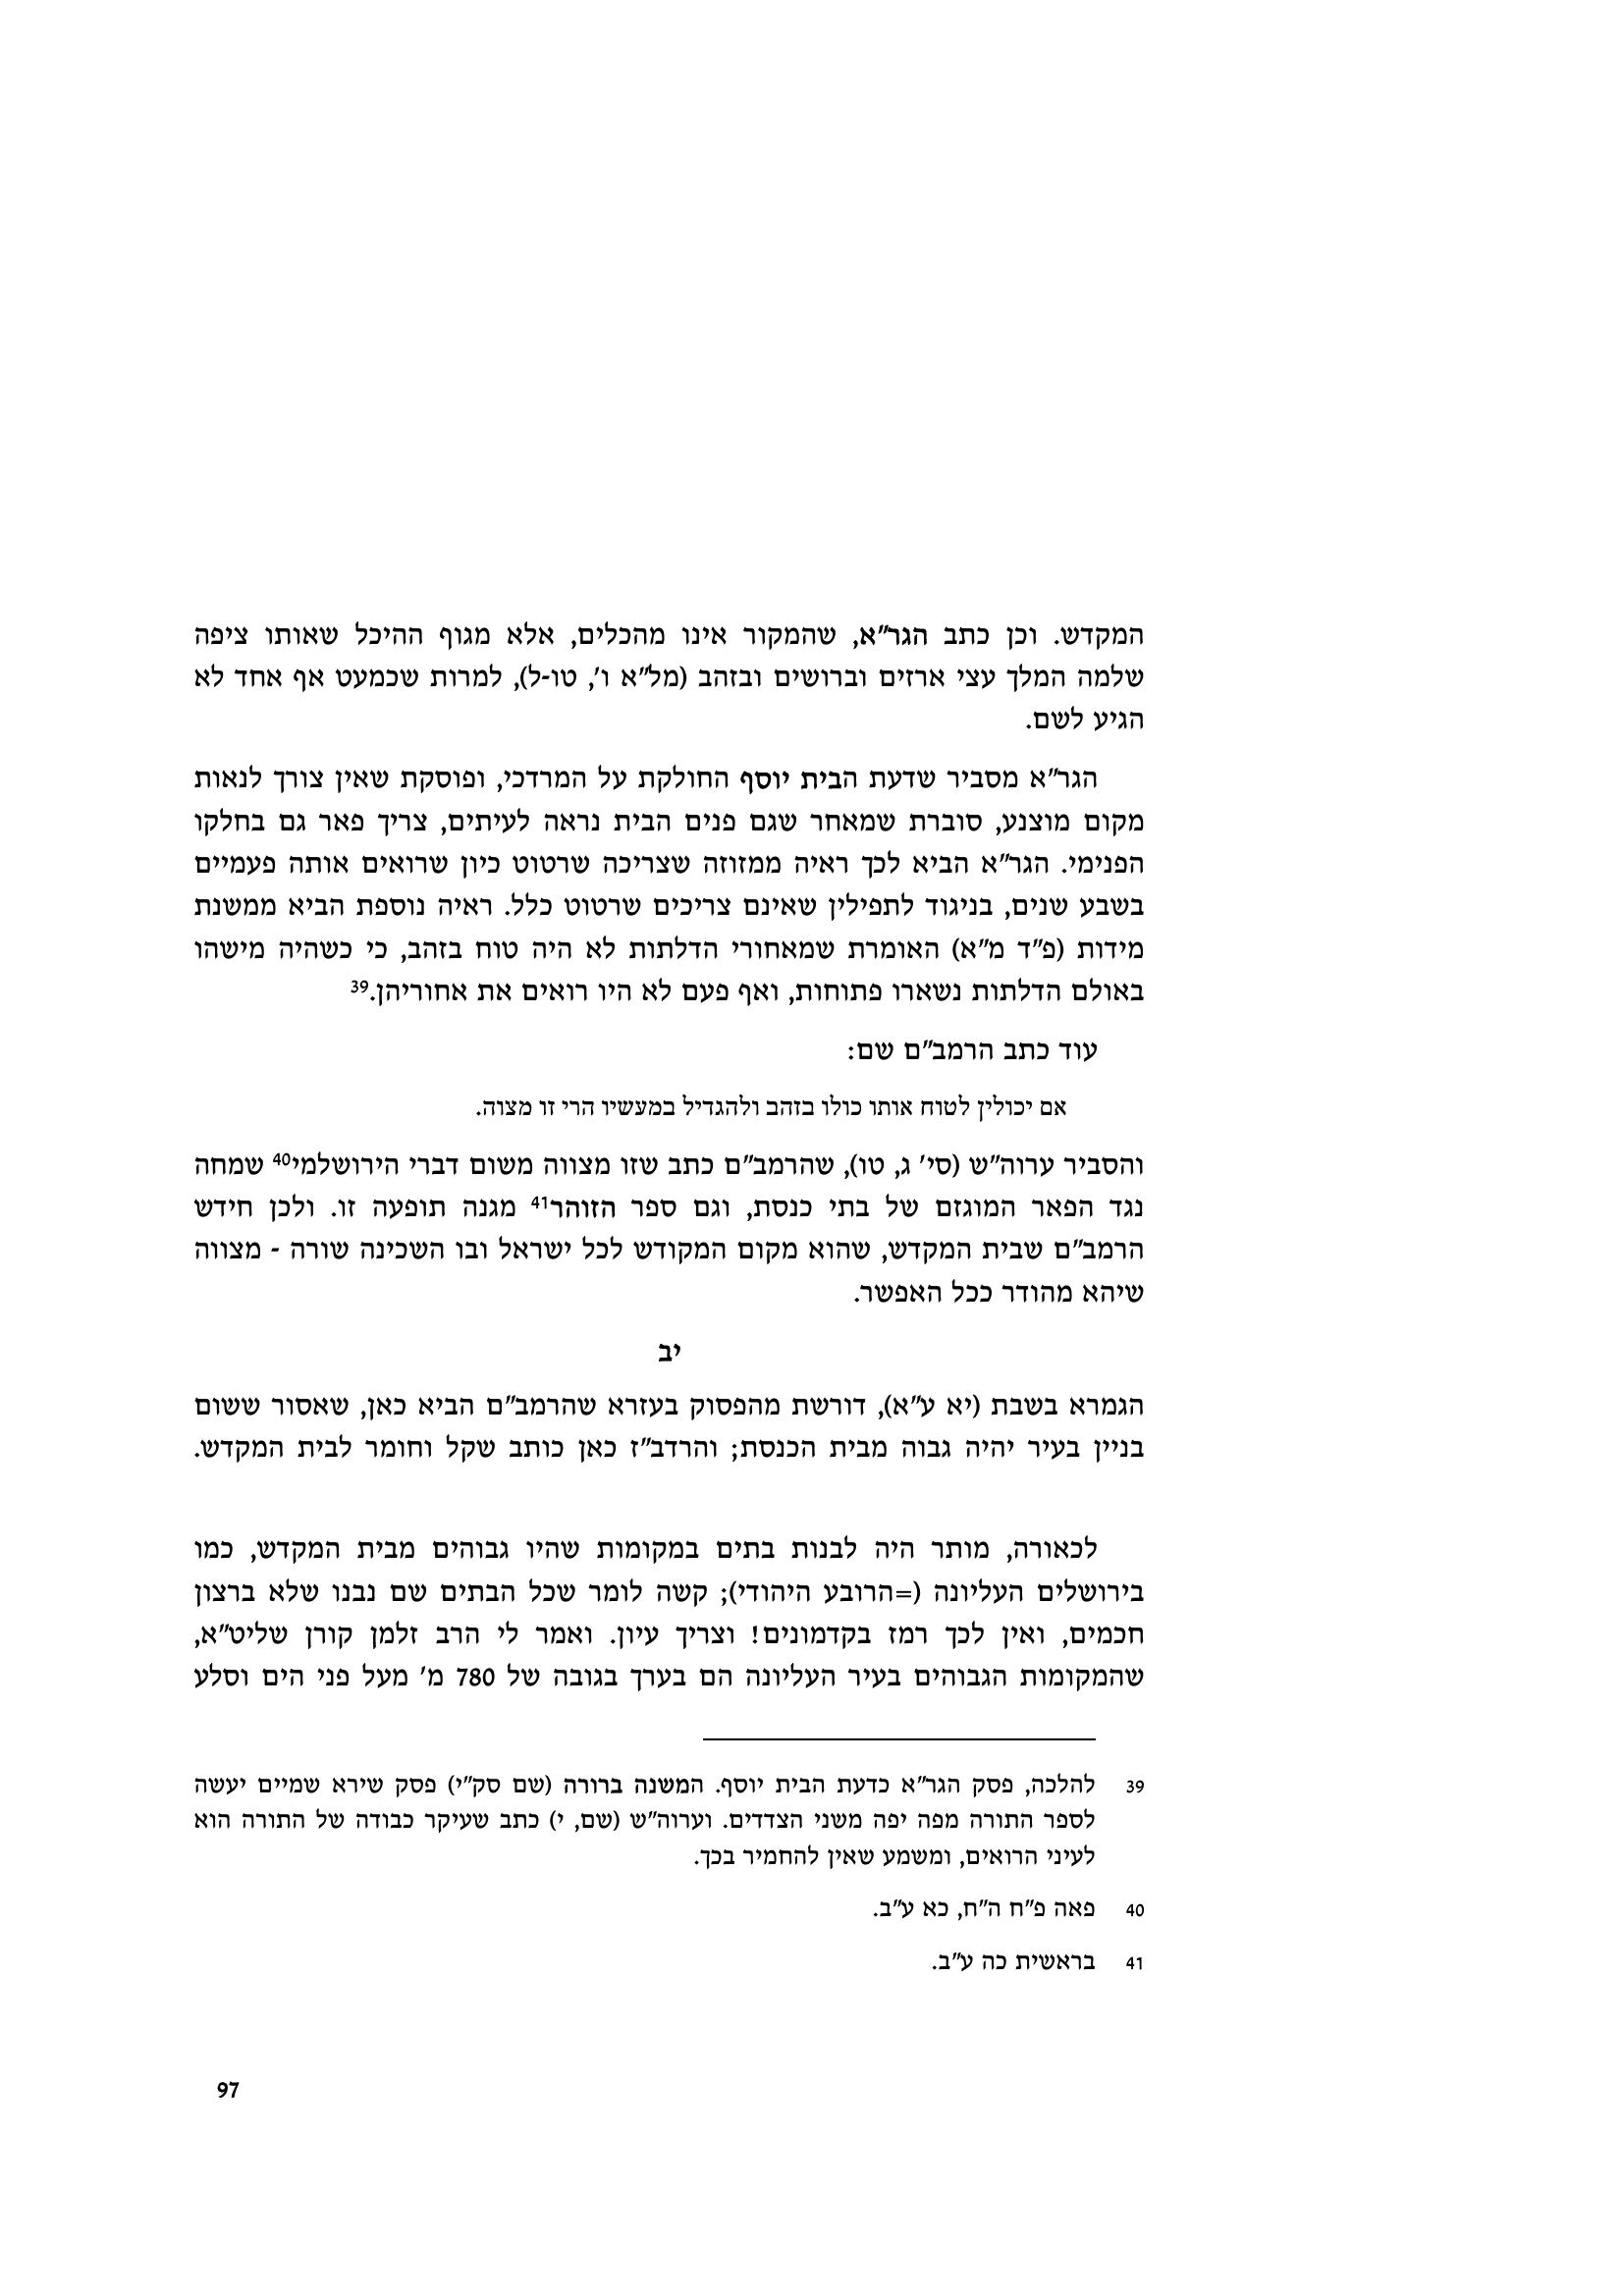 המקדש. וכן כתב הגר"א, שהמקור אינו מהכלים, אלא מגוף ההיכל שאותו ציפה
שלמה המלך עצי ארזים וברושים ובזהב (מל"א ו', טו-ל), למרות שכמעט אף אחד לא
הגיע לשם.
הגר"א מסביר שדעת הבית יוסף החולקת על המרדכי, ופוסקת שאין צורך לנאות
מקום מוצנע, סוברת שמאחר שגם פנים הבית נראה לעיתים, צריך פאר גם בחלקו
הפנימי. הגר"א הביא לכך ראיה ממזוזה שצריכה שרטוט כיון שרואים אותה פעמיים
בשבע שנים, בניגוד לתפילין שאינם צריכים שרטוט כלל. ראיה נוספת הביא ממשנת
מידות (פ"ד מ"א) האומרת שמאחורי הדלתות לא היה טוח בזהב, כי כשהיה מישהו
באולם הדלתות נשארו פתוחות, ואף פעם לא היו רואים את אחוריהן.39
עוד כתב הרמב"ם שם:
אם יכולין לטוח אותו כולו בזהב ולהגדיל במעשיו הרי זו מצוה.
והסביר ערוה"ש (סי' ג, טו), שהרמב"ם כתב שזו מצווה משום דברי הירושלמי40 שמחה
נגד הפאר המוגזם של בתי כנסת, וגם ספר הזוהר41 מגנה תופעה זו. ולכן חידש
הרמב"ם שבית המקדש, שהוא מקום המקודש לכל ישראל ובו השכינה שורה - מצווה
שיהא מהודר ככל האפשר.
יב
הגמרא בשבת (יא ע"א), דורשת מהפסוק בעזרא שהרמב"ם הביא כאן, שאסור ששום
בניין בעיר יהיה גבוה מבית הכנסת; והרדב"ז כאן כותב שקל וחומר לבית המקדש.
לכאורה, מותר היה לבנות בתים במקומות שהיו גבוהים מבית המקדש, כמו
בירושלים העליונה (=הרובע היהודי); קשה לומר שכל הבתים שם נבנו שלא ברצון
חכמים, ואין לכך רמז בקדמונים! וצריך עיון. ואמר לי הרב זלמן קורן שליט"א,
שהמקומות הגבוהים בעיר העליונה הם בערך בגובה של 780 מ' מעל פני הים וסלע
39 להלכה, פסק הגר"א כדעת הבית יוסף. המשנה ברורה (שם סק"י) פסק שירא שמיים יעשה
לספר התורה מפה יפה משני הצדדים. וערוה"ש (שם, י) כתב שעיקר כבודה של התורה הוא
לעיני הרואים, ומשמע שאין להחמיר בכך.
40 פאה פ"ח ה"ח, כא ע"ב.
41 בראשית כה ע"ב.
97